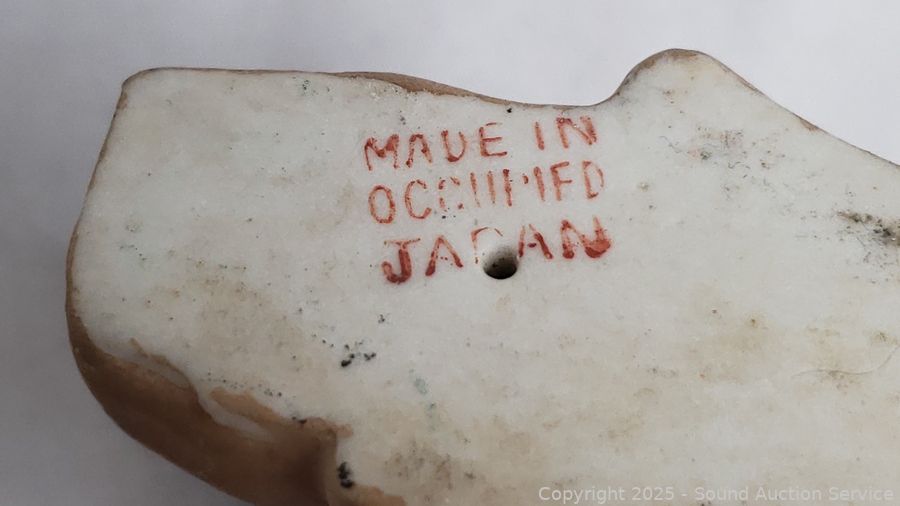 MADE IN
OCCUPIED
JAPAN
Copyright 2025 - Sound Auction Service